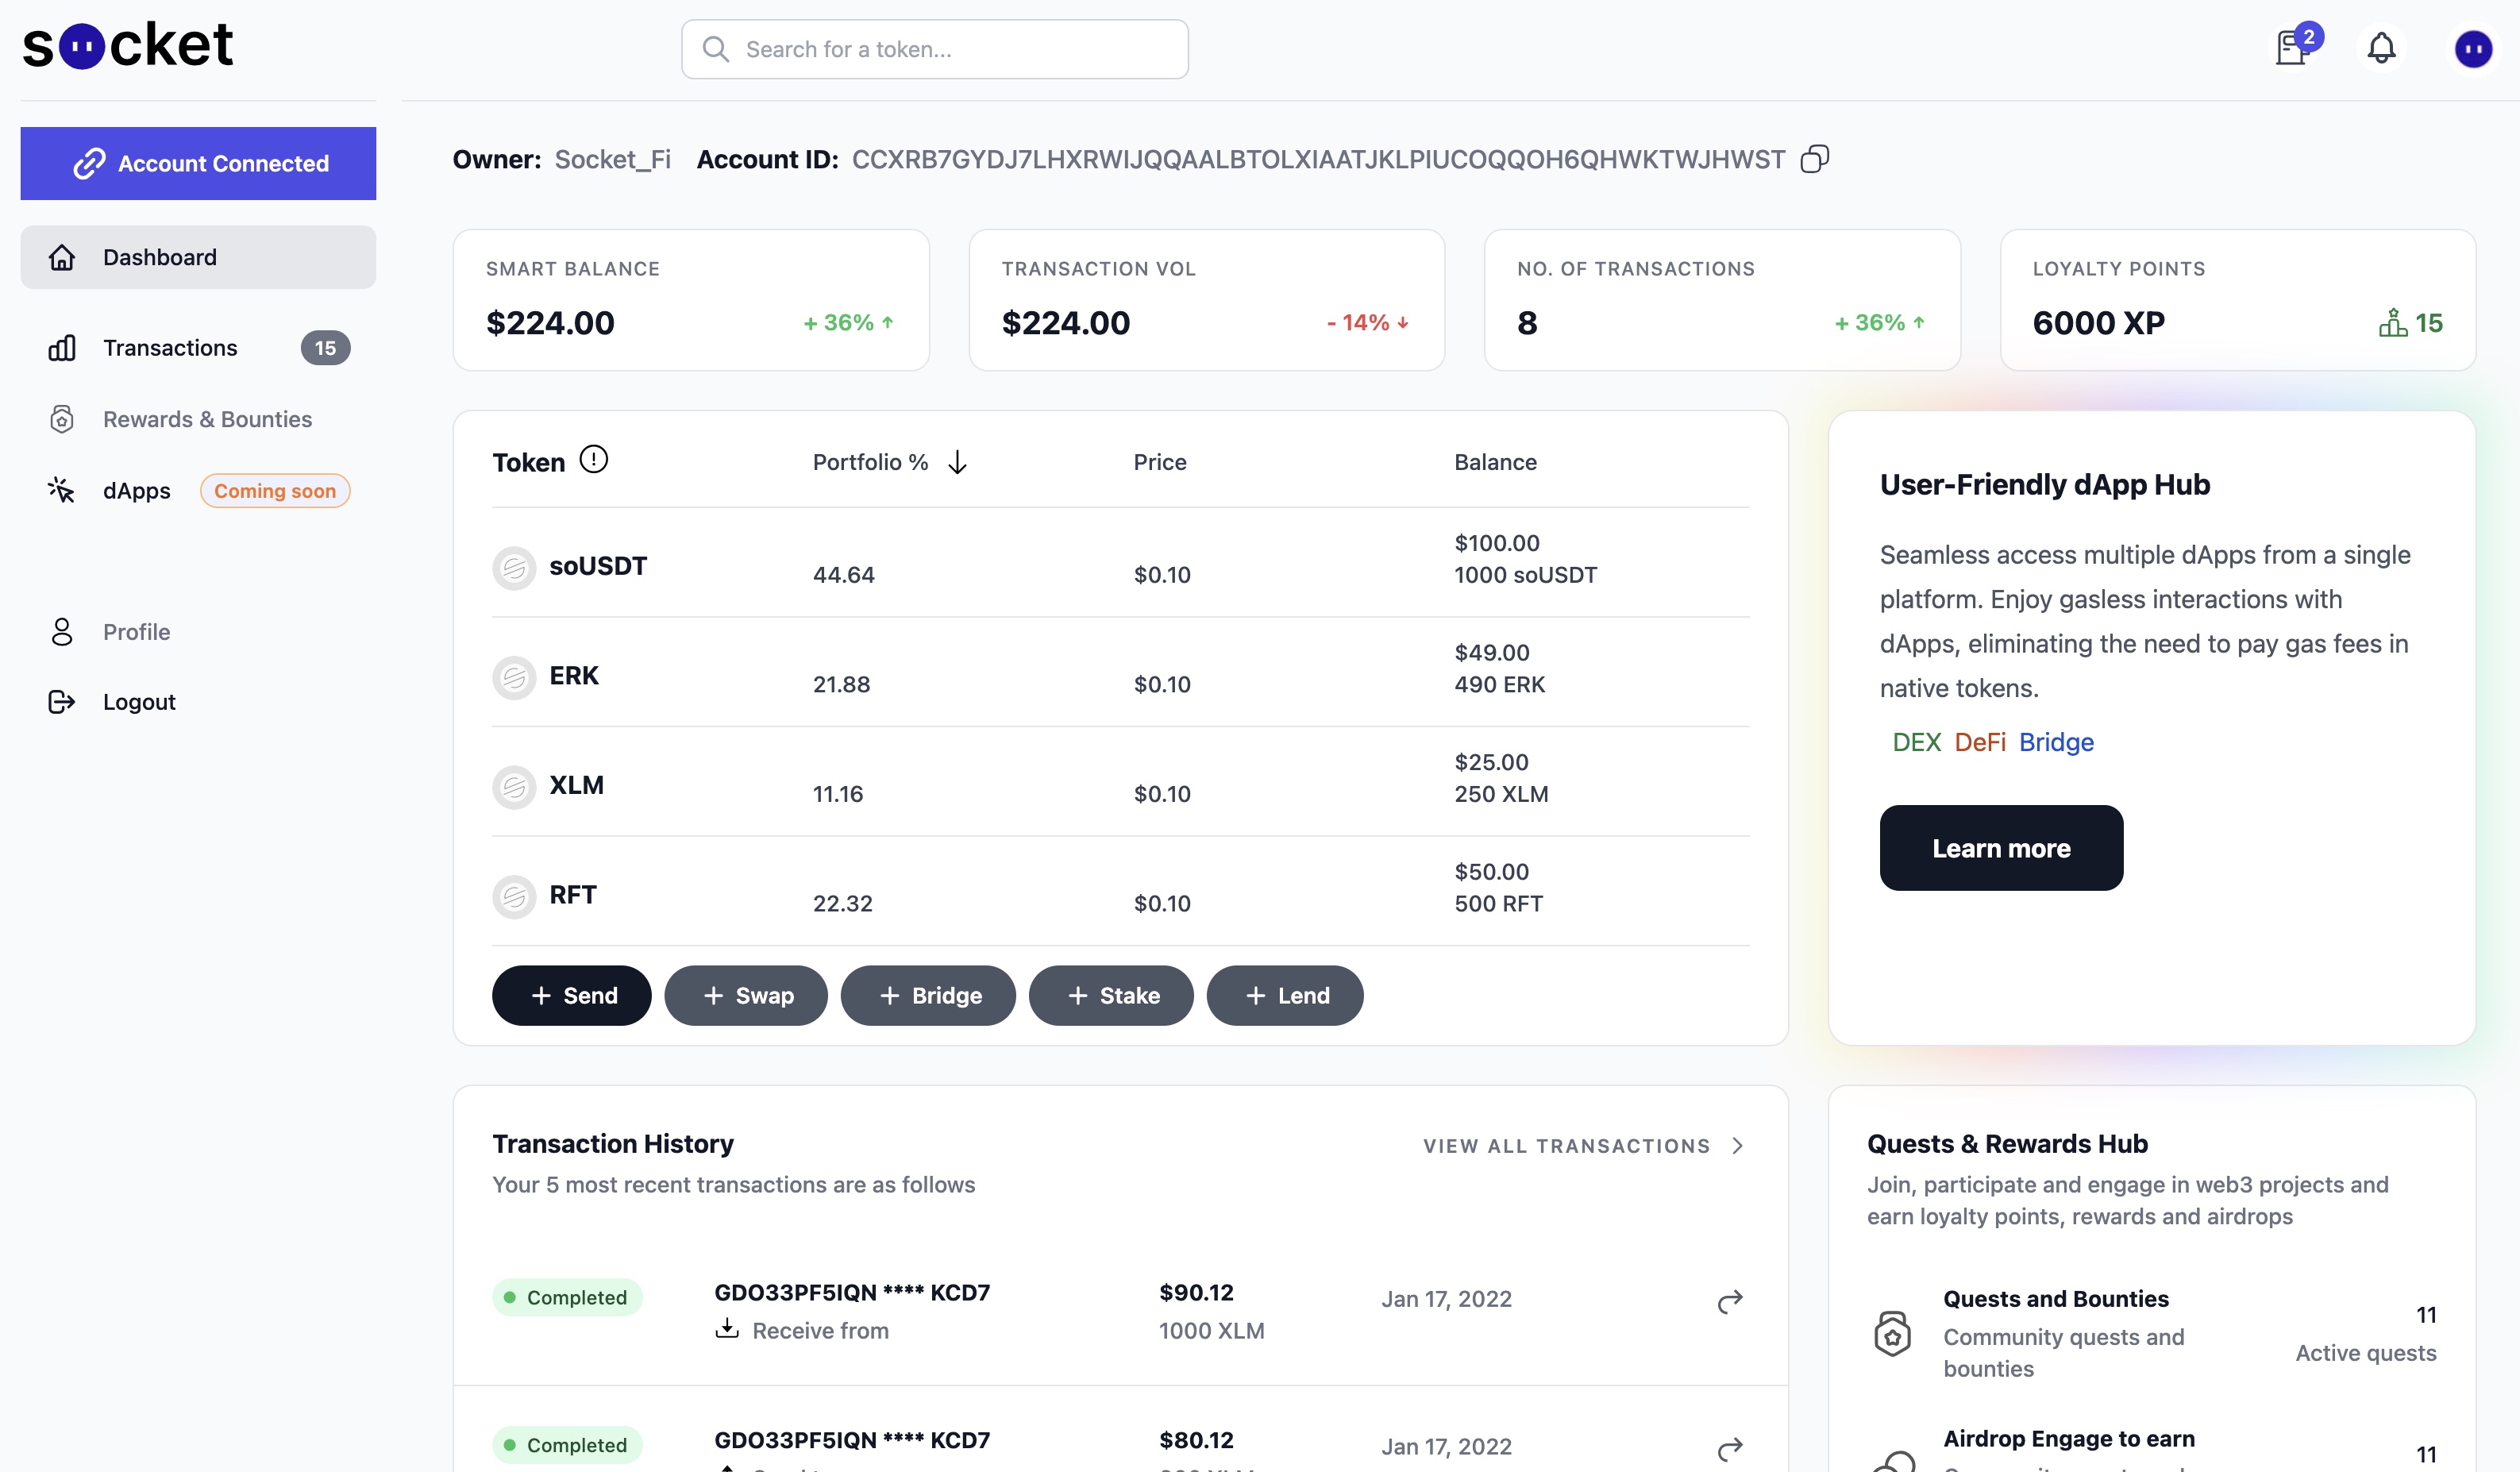 socket
Search for a token...
2
Account Connected
Dashboard
Transactions 15
Rewards & Bounties
dApps Coming soon
Profile
Logout
Owner: Socket_Fi Account ID: CCXRB7GYDJ7LHXRWIJQQAALBTOLXIAATJKLPIUCOQQOH6QHWKTWJHWST
SMART BALANCE
$224.00 + 36%
TRANSACTION VOL
$224.00 - 14%
NO. OF TRANSACTIONS
8 + 36%
LOYALTY POINTS
6000 XP 15
Token Portfolio % Price Balance
soUSDT 44.64 $0.10 $100.00
1000 soUSDT
ERK 21.88 $0.10 $49.00
490 ERK
XLM 11.16 $0.10 $25.00
250 XLM
RFT 22.32 $0.10 $50.00
500 RFT
+ Send + Swap + Bridge + Stake + Lend
User-Friendly dApp Hub
Seamless access multiple dApps from a single
platform. Enjoy gasless interactions with
dApps, eliminating the need to pay gas fees in
native tokens.
DEX DeFi Bridge
Learn more
Transaction History VIEW ALL TRANSACTIONS
Your 5 most recent transactions are as follows
Completed GDO33PF5IQN **** KCD7 $90.12 Jan 17, 2022
Receive from 1000 XLM
Completed GDO33PF5IQN **** KCD7 $80.12 Jan 17, 2022
Quests & Rewards Hub
Join, participate and engage in web3 projects and
earn loyalty points, rewards and airdrops
Quests and Bounties 11
Community quests and Active quests
bounties
Airdrop Engage to earn 11